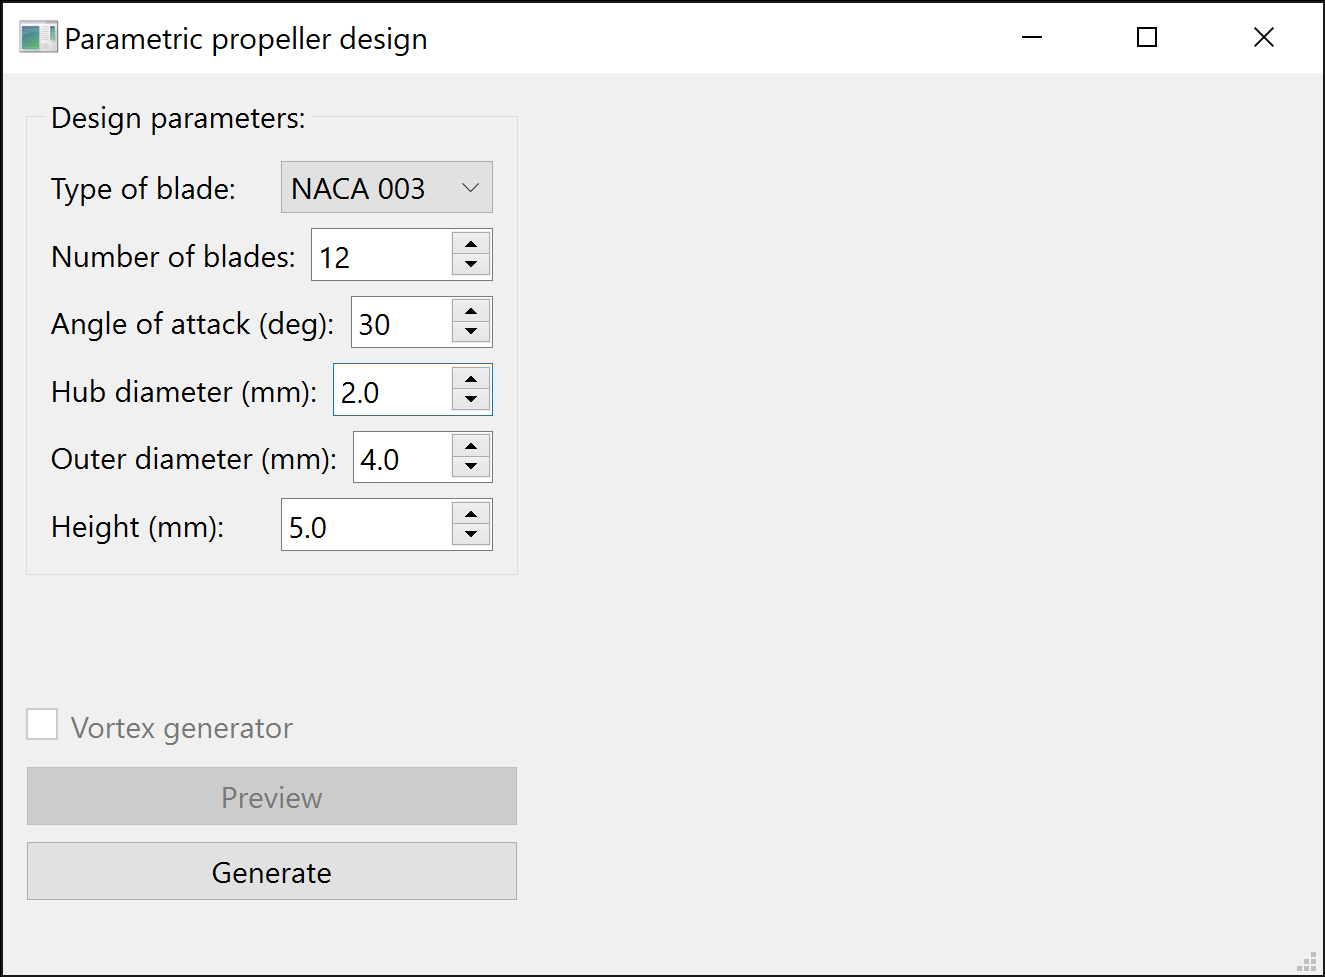 Parametric propeller design
Design parameters:
Type of blade: NACA 003
Number of blades: 12
Angle of attack (deg): 30
Hub diameter (mm): 2.0
Outer diameter (mm): 4.0
Height (mm): 5.0
Vortex generator
Preview
Generate